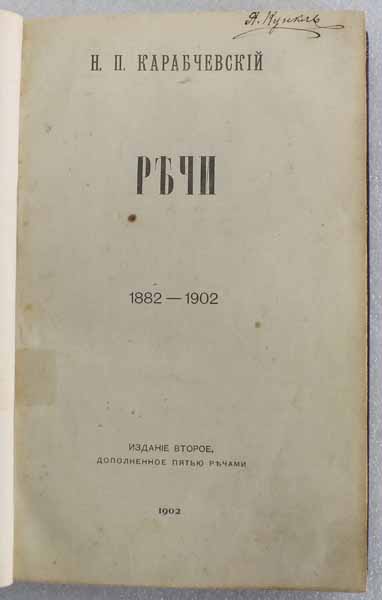 Н. П. КАРАБЧЕВСКІЙ
РѢЧИ
1882 — 1902
ИЗДАНІЕ ВТОРОЕ,
ДОПОЛНЕННОЕ ПЯТЬЮ РѢЧАМИ
1902